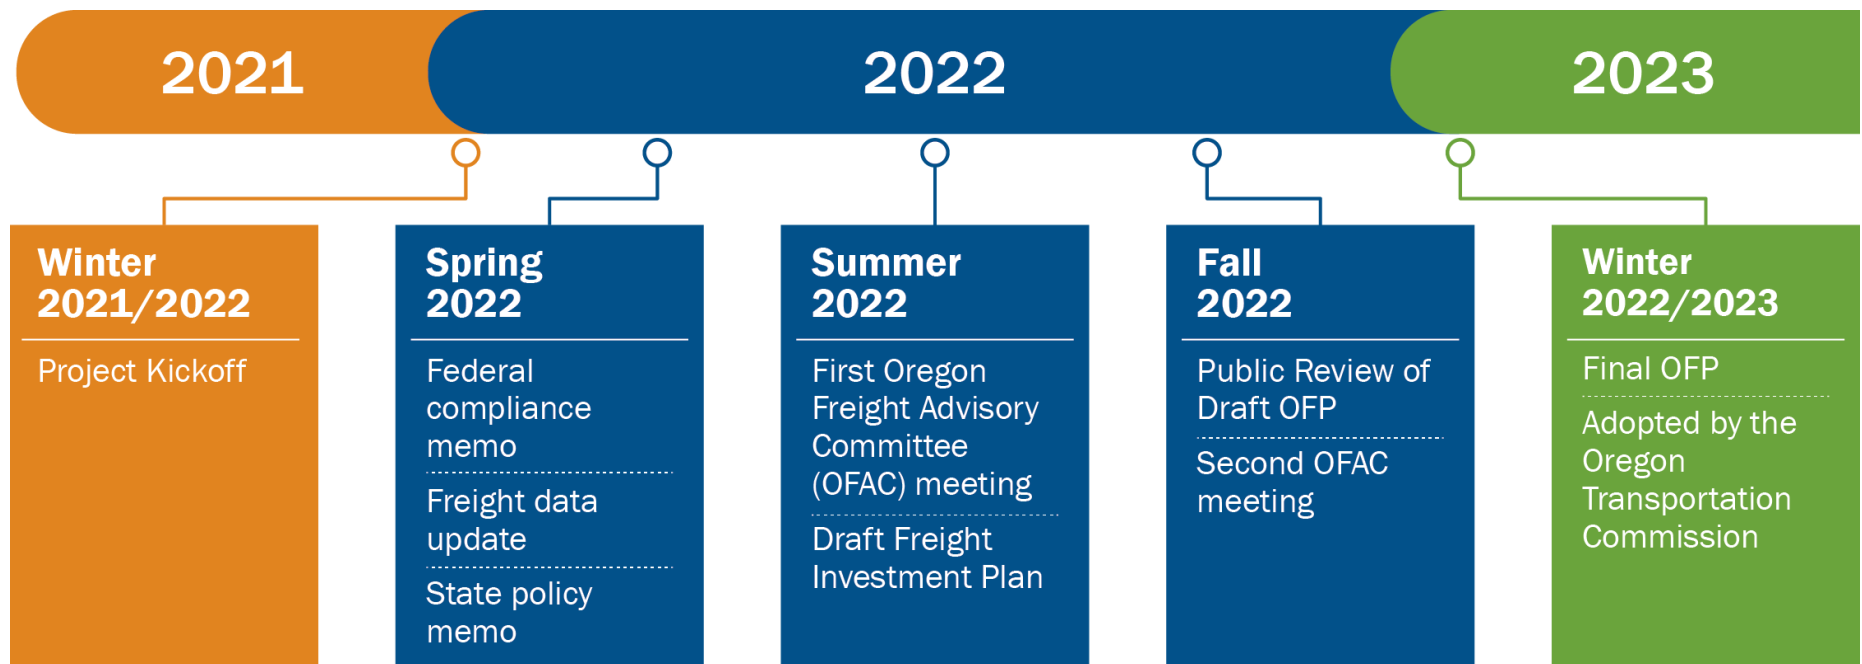 2021
2022
2023
Winter
2021/2022
Project Kickoff
Spring
2022
Federal
compliance
memo
Freight data
update
State policy
memo
Summer
2022
First Oregon
Freight Advisory
Committee
(OFAC) meeting
Draft Freight
Investment Plan
Fall
2022
Public Review of
Draft OFP
Second OFAC
meeting
Winter
2022/2023
Final OFP
Adopted by the
Oregon
Transportation
Commission